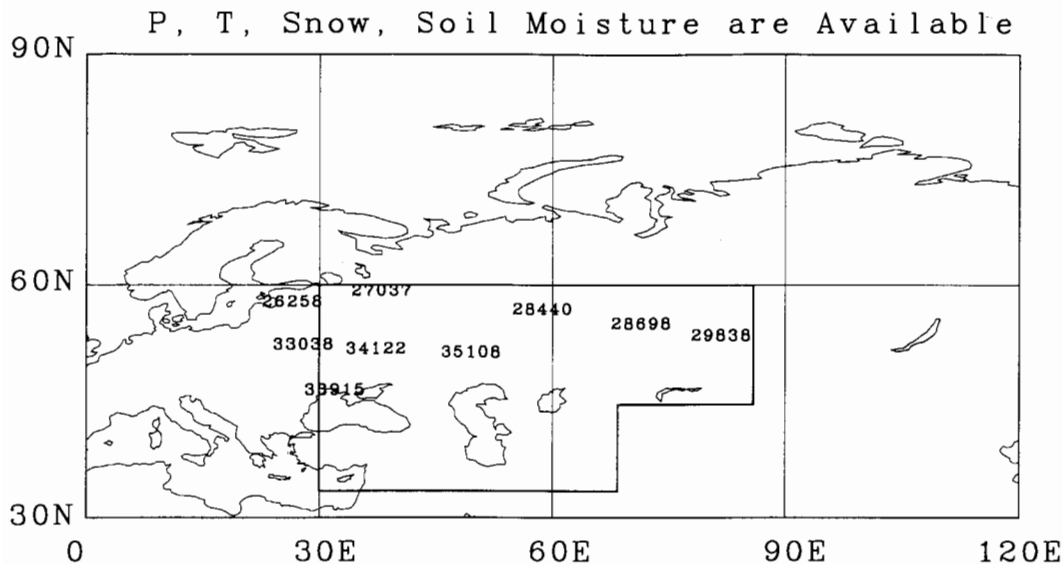 P, T, Snow, Soil Moisture are Available
90N
60N
27037
26258
28440
28698
29838
33038
34122
35108
33915
30N
0
30E
60E
90E
120E